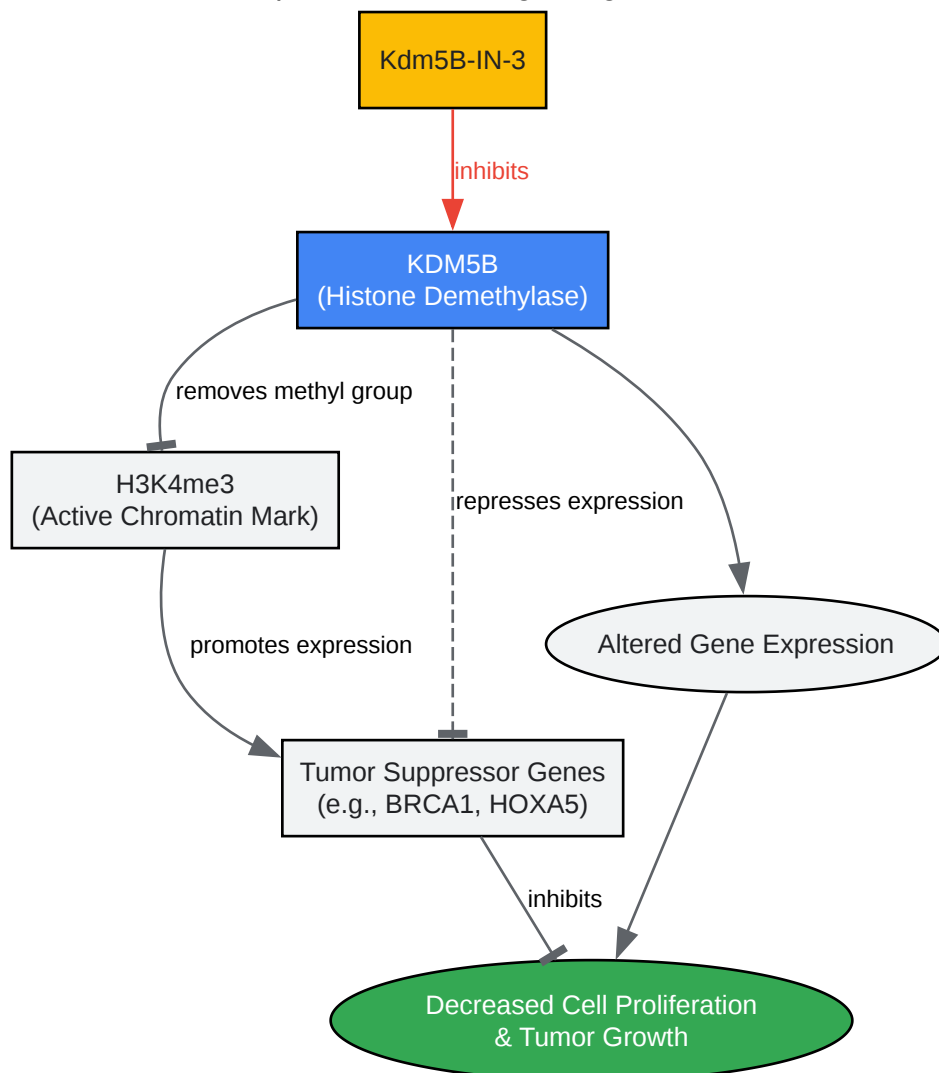 Kdm5B-IN-3
inhibits
KDM5B
(Histone Demethylase)
removes methyl group
H3K4me3
(Active Chromatin Mark)
represses expression
promotes expression
Altered Gene Expression
Tumor Suppressor Genes
(e.g., BRCA1, HOXA5)
inhibits
Decreased Cell Proliferation
& Tumor Growth